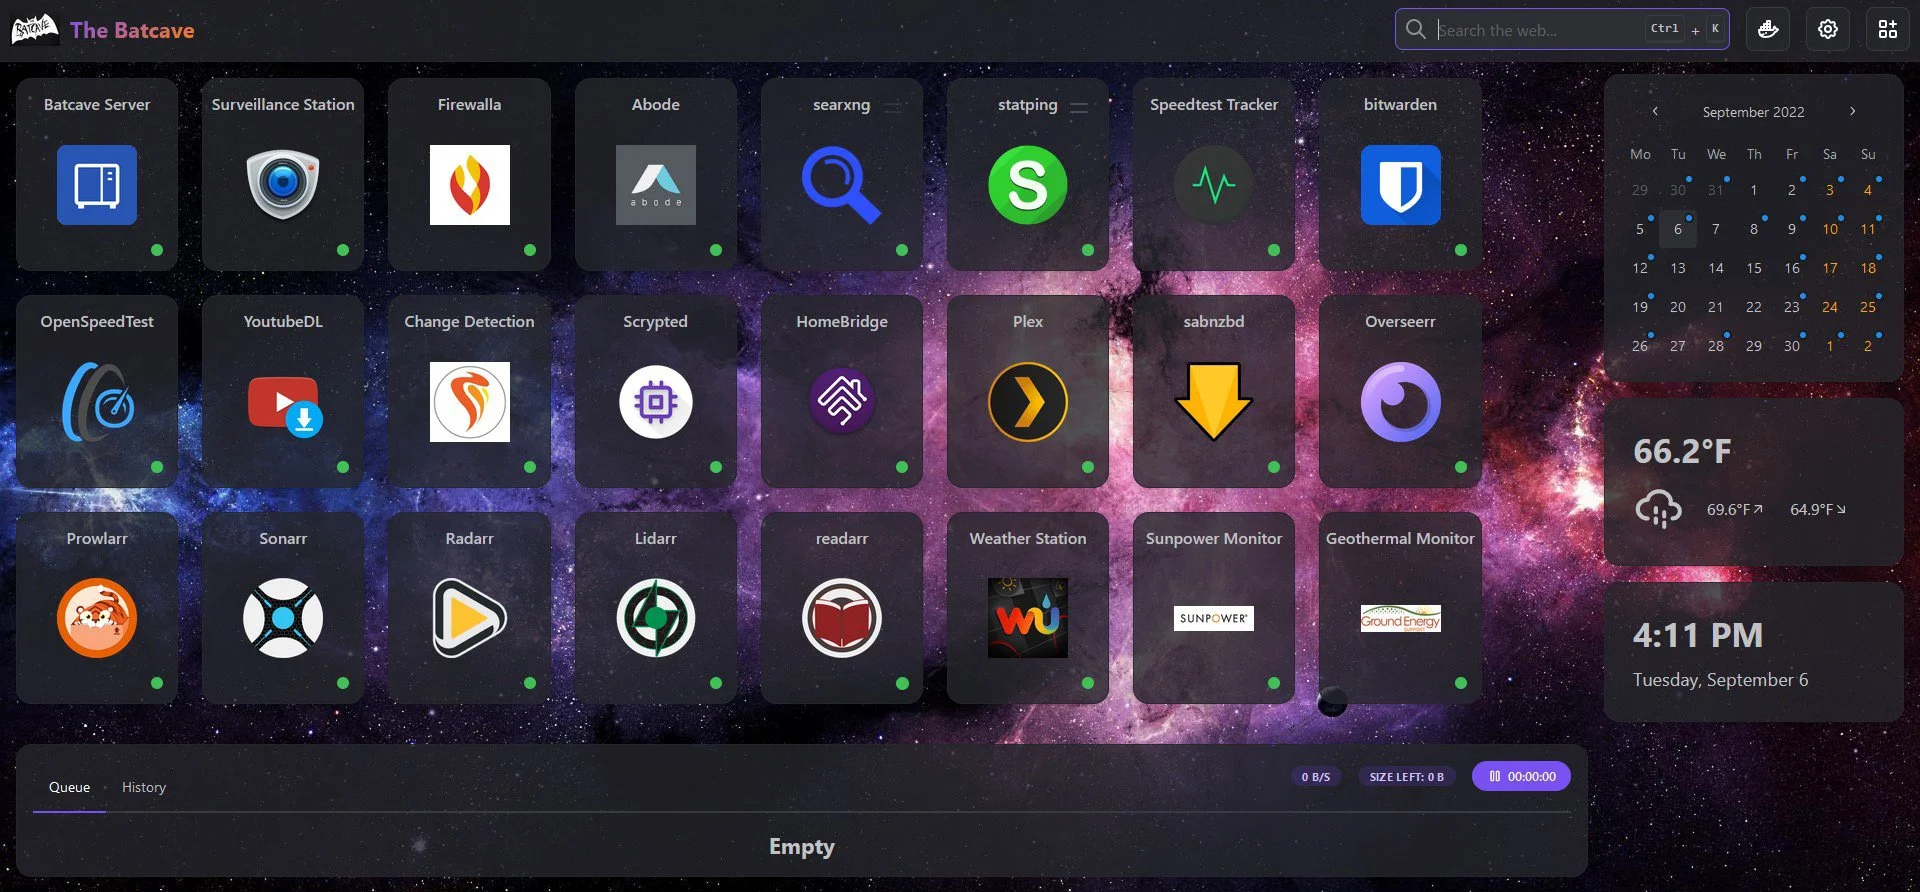 BATCAVE
The Batcave
Search the web... Ctrl + K
Batcave Server
Surveillance Station
Firewalla
Abode
searxng
statping
Speedtest Tracker
bitwarden
abode
S
OpenSpeedTest
YoutubeDL
Change Detection
Scrypted
HomeBridge
Plex
sabnzbd
Overseerr
Prowlarr
Sonarr
Radarr
Lidarr
readarr
Weather Station
Sunpower Monitor
Geothermal Monitor
WU
SUNPOWER®
Ground Energy
September 2022
Mo Tu We Th Fr Sa Su
29 30 31 1 2 3 4
5 6 7 8 9 10 11
12 13 14 15 16 17 18
19 20 21 22 23 24 25
26 27 28 29 30 1 2
66.2°F
69.6°F 64.9°F
4:11 PM
Tuesday, September 6
Queue History
0 B/S SIZE LEFT: 0 B 00:00:00
Empty